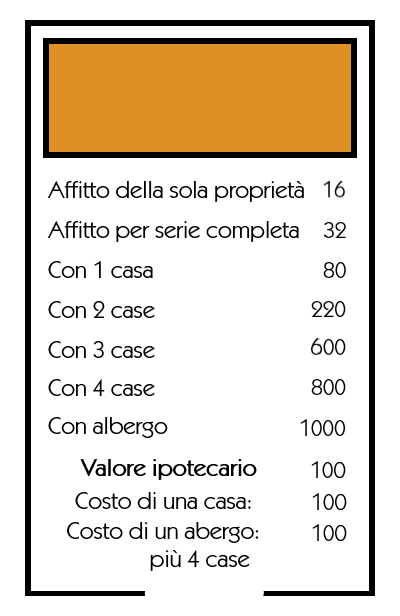 Affitto della sola proprietà 16
Affitto per serie completa 32
Con 1 casa 80
Con 2 case 220
Con 3 case 600
Con 4 case 800
Con albergo 1000
Valore ipotecario 100
Costo di una casa: 100
Costo di un abergo: 100
più 4 case